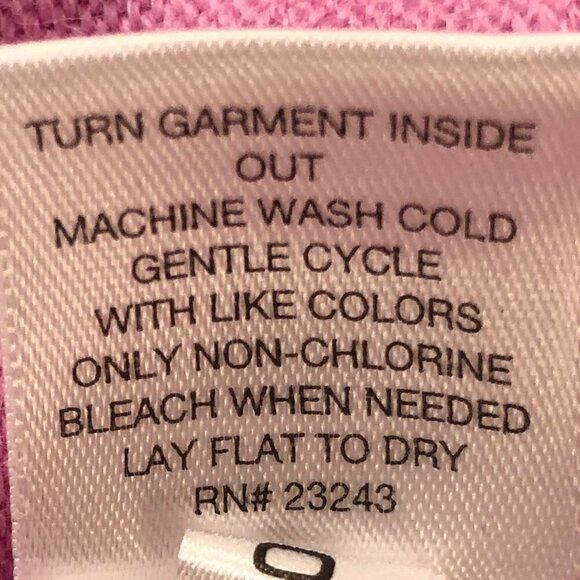 TURN GARMENT INSIDE
OUT
MACHINE WASH COLD
GENTLE CYCLE
WITH LIKE COLORS
ONLY NON-CHLORINE
BLEACH WHEN NEEDED
LAY FLAT TO DRY
RN# 23243